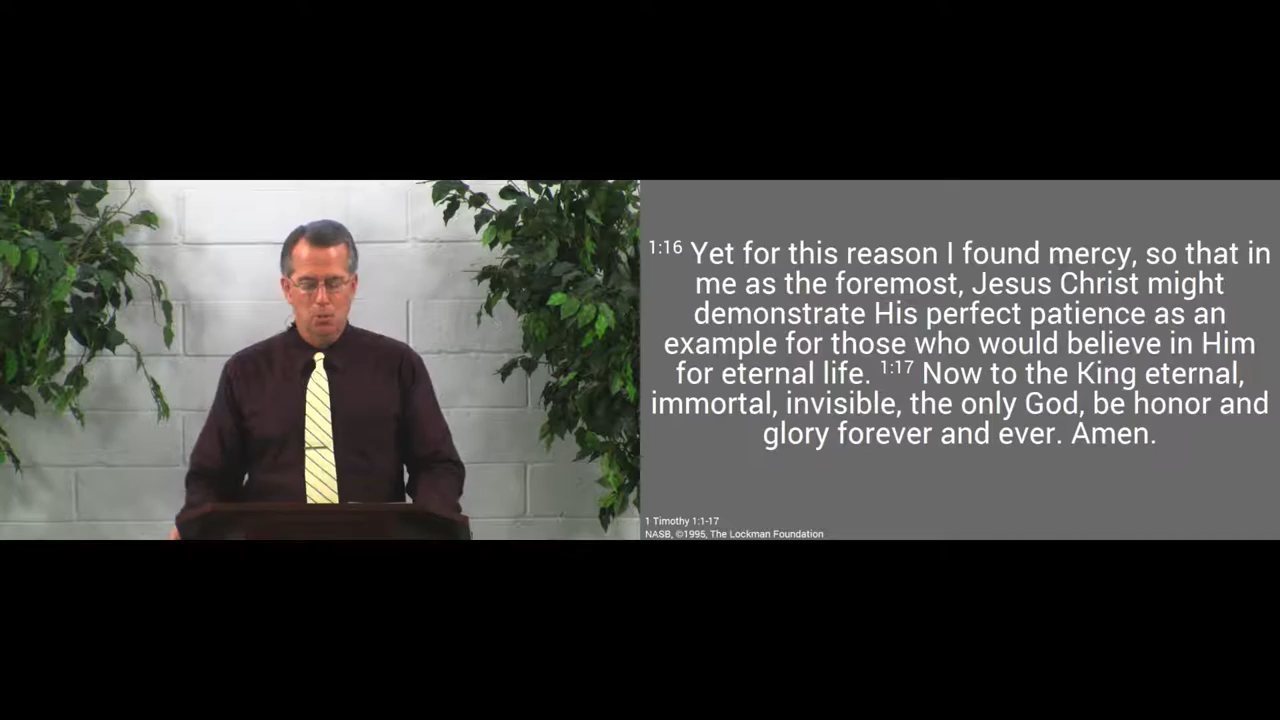 1:16 Yet for this reason I found mercy, so that in
me as the foremost, Jesus Christ might
demonstrate His perfect patience as an
example for those who would believe in Him
for eternal life. 1:17 Now to the King eternal,
immortal, invisible, the only God, be honor and
glory forever and ever. Amen.
1 Timothy 1:1-17
NASB, ©1995, The Lockman Foundation